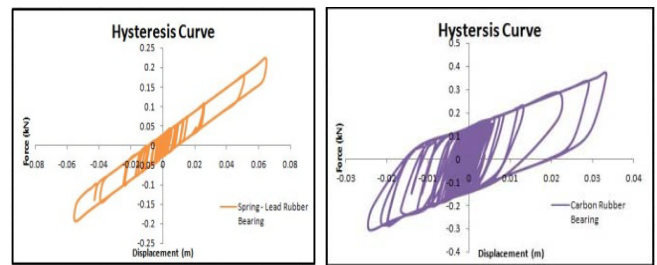 Hysteresis Curve
0.25
0.2
0.15
0.1
0.05
0
-0.08 -0.06 -0.04 -0.02 0 0.02 0.04 0.06 0.08
-0.05
-0.1
-0.15
-0.2
-0.25
Force (kN)
Spring - Lead Rubber
Bearing
Displacement (m)
Hysteresis Curve
0.5
0.4
0.3
0.2
0.1
0
-0.03 -0.02 -0.01 0 0.01 0.02 0.03 0.04
-0.1
-0.2
-0.3
-0.4
Force (kN)
Carbon Rubber
Bearing
Displacement (m)